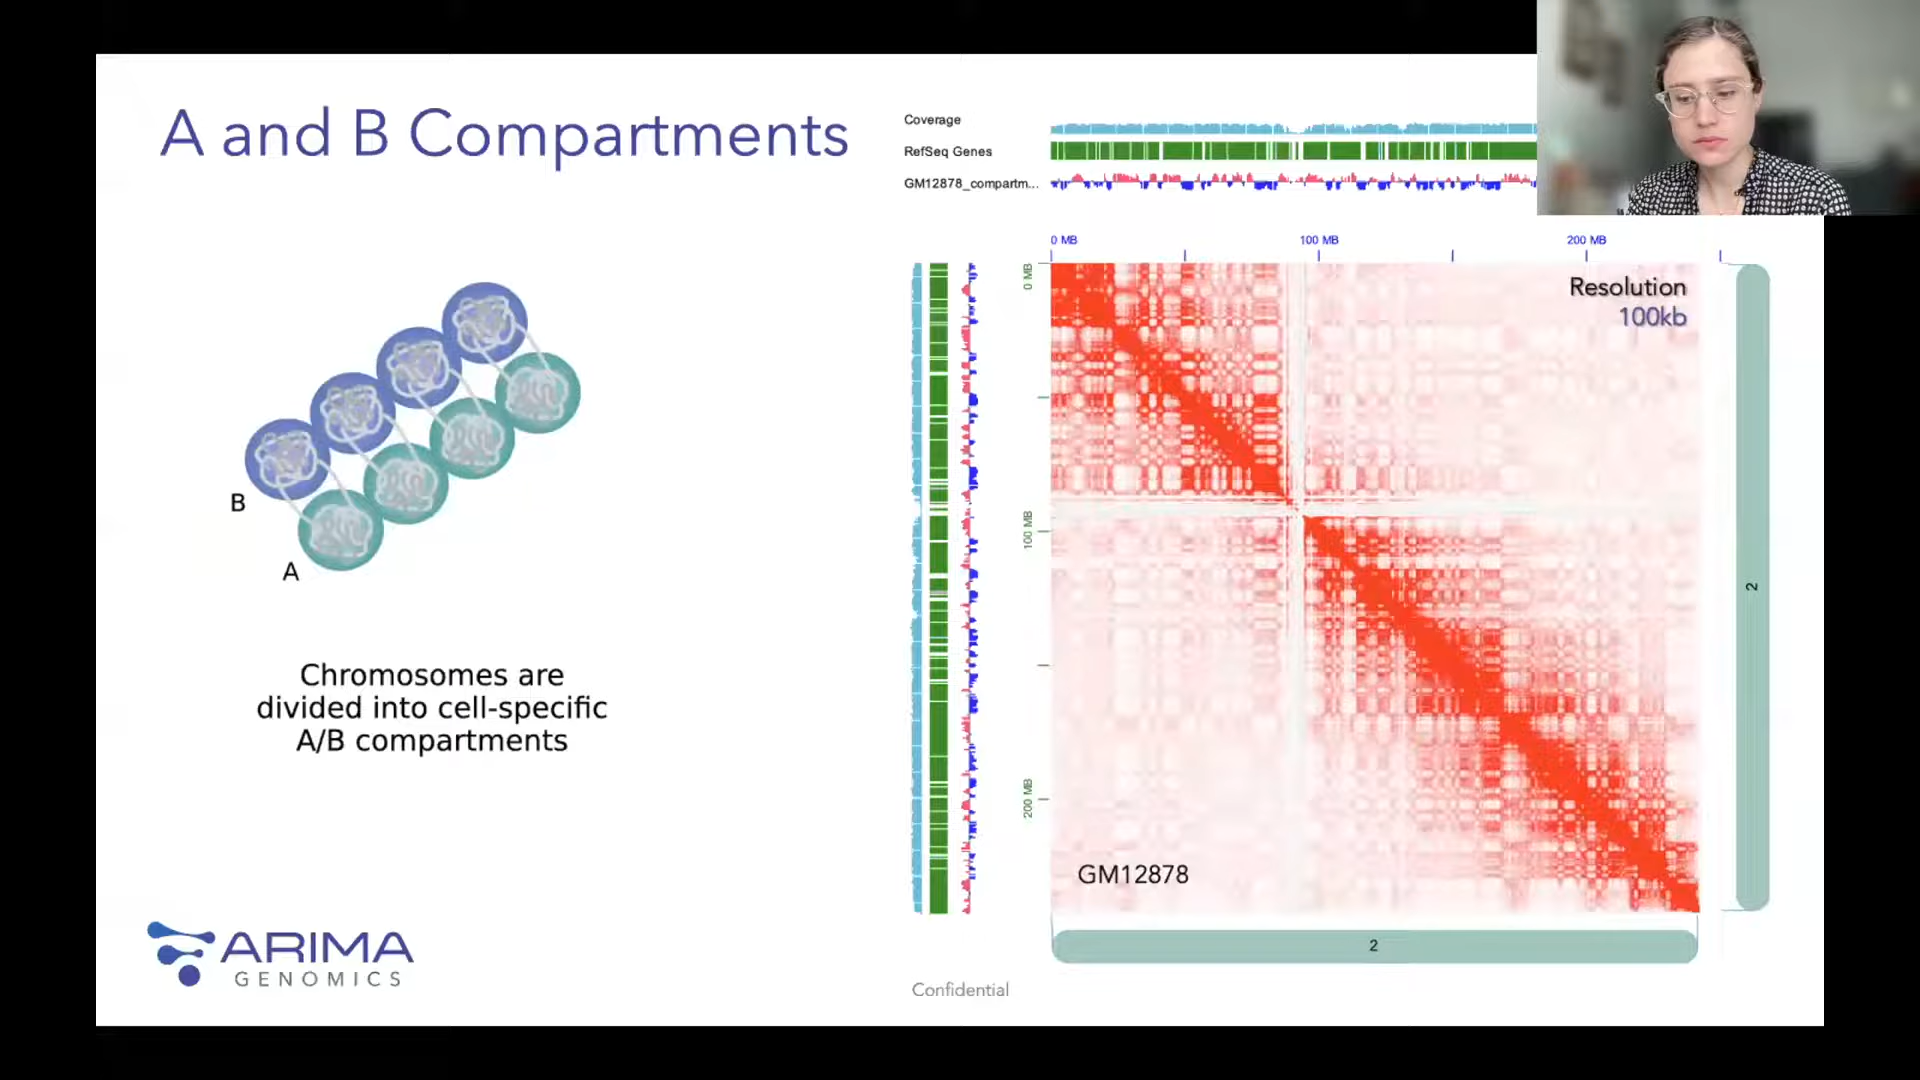 A and B Compartments
Coverage
RefSeq Genes
GM12878_compartm...
0 MB
100 MB
200 MB
0 MB
100 MB
200 MB
Resolution
100kb
B
A
Chromosomes are
divided into cell-specific
A/B compartments
GM12878
2
2
ARIMA
GENOMICS
Confidential